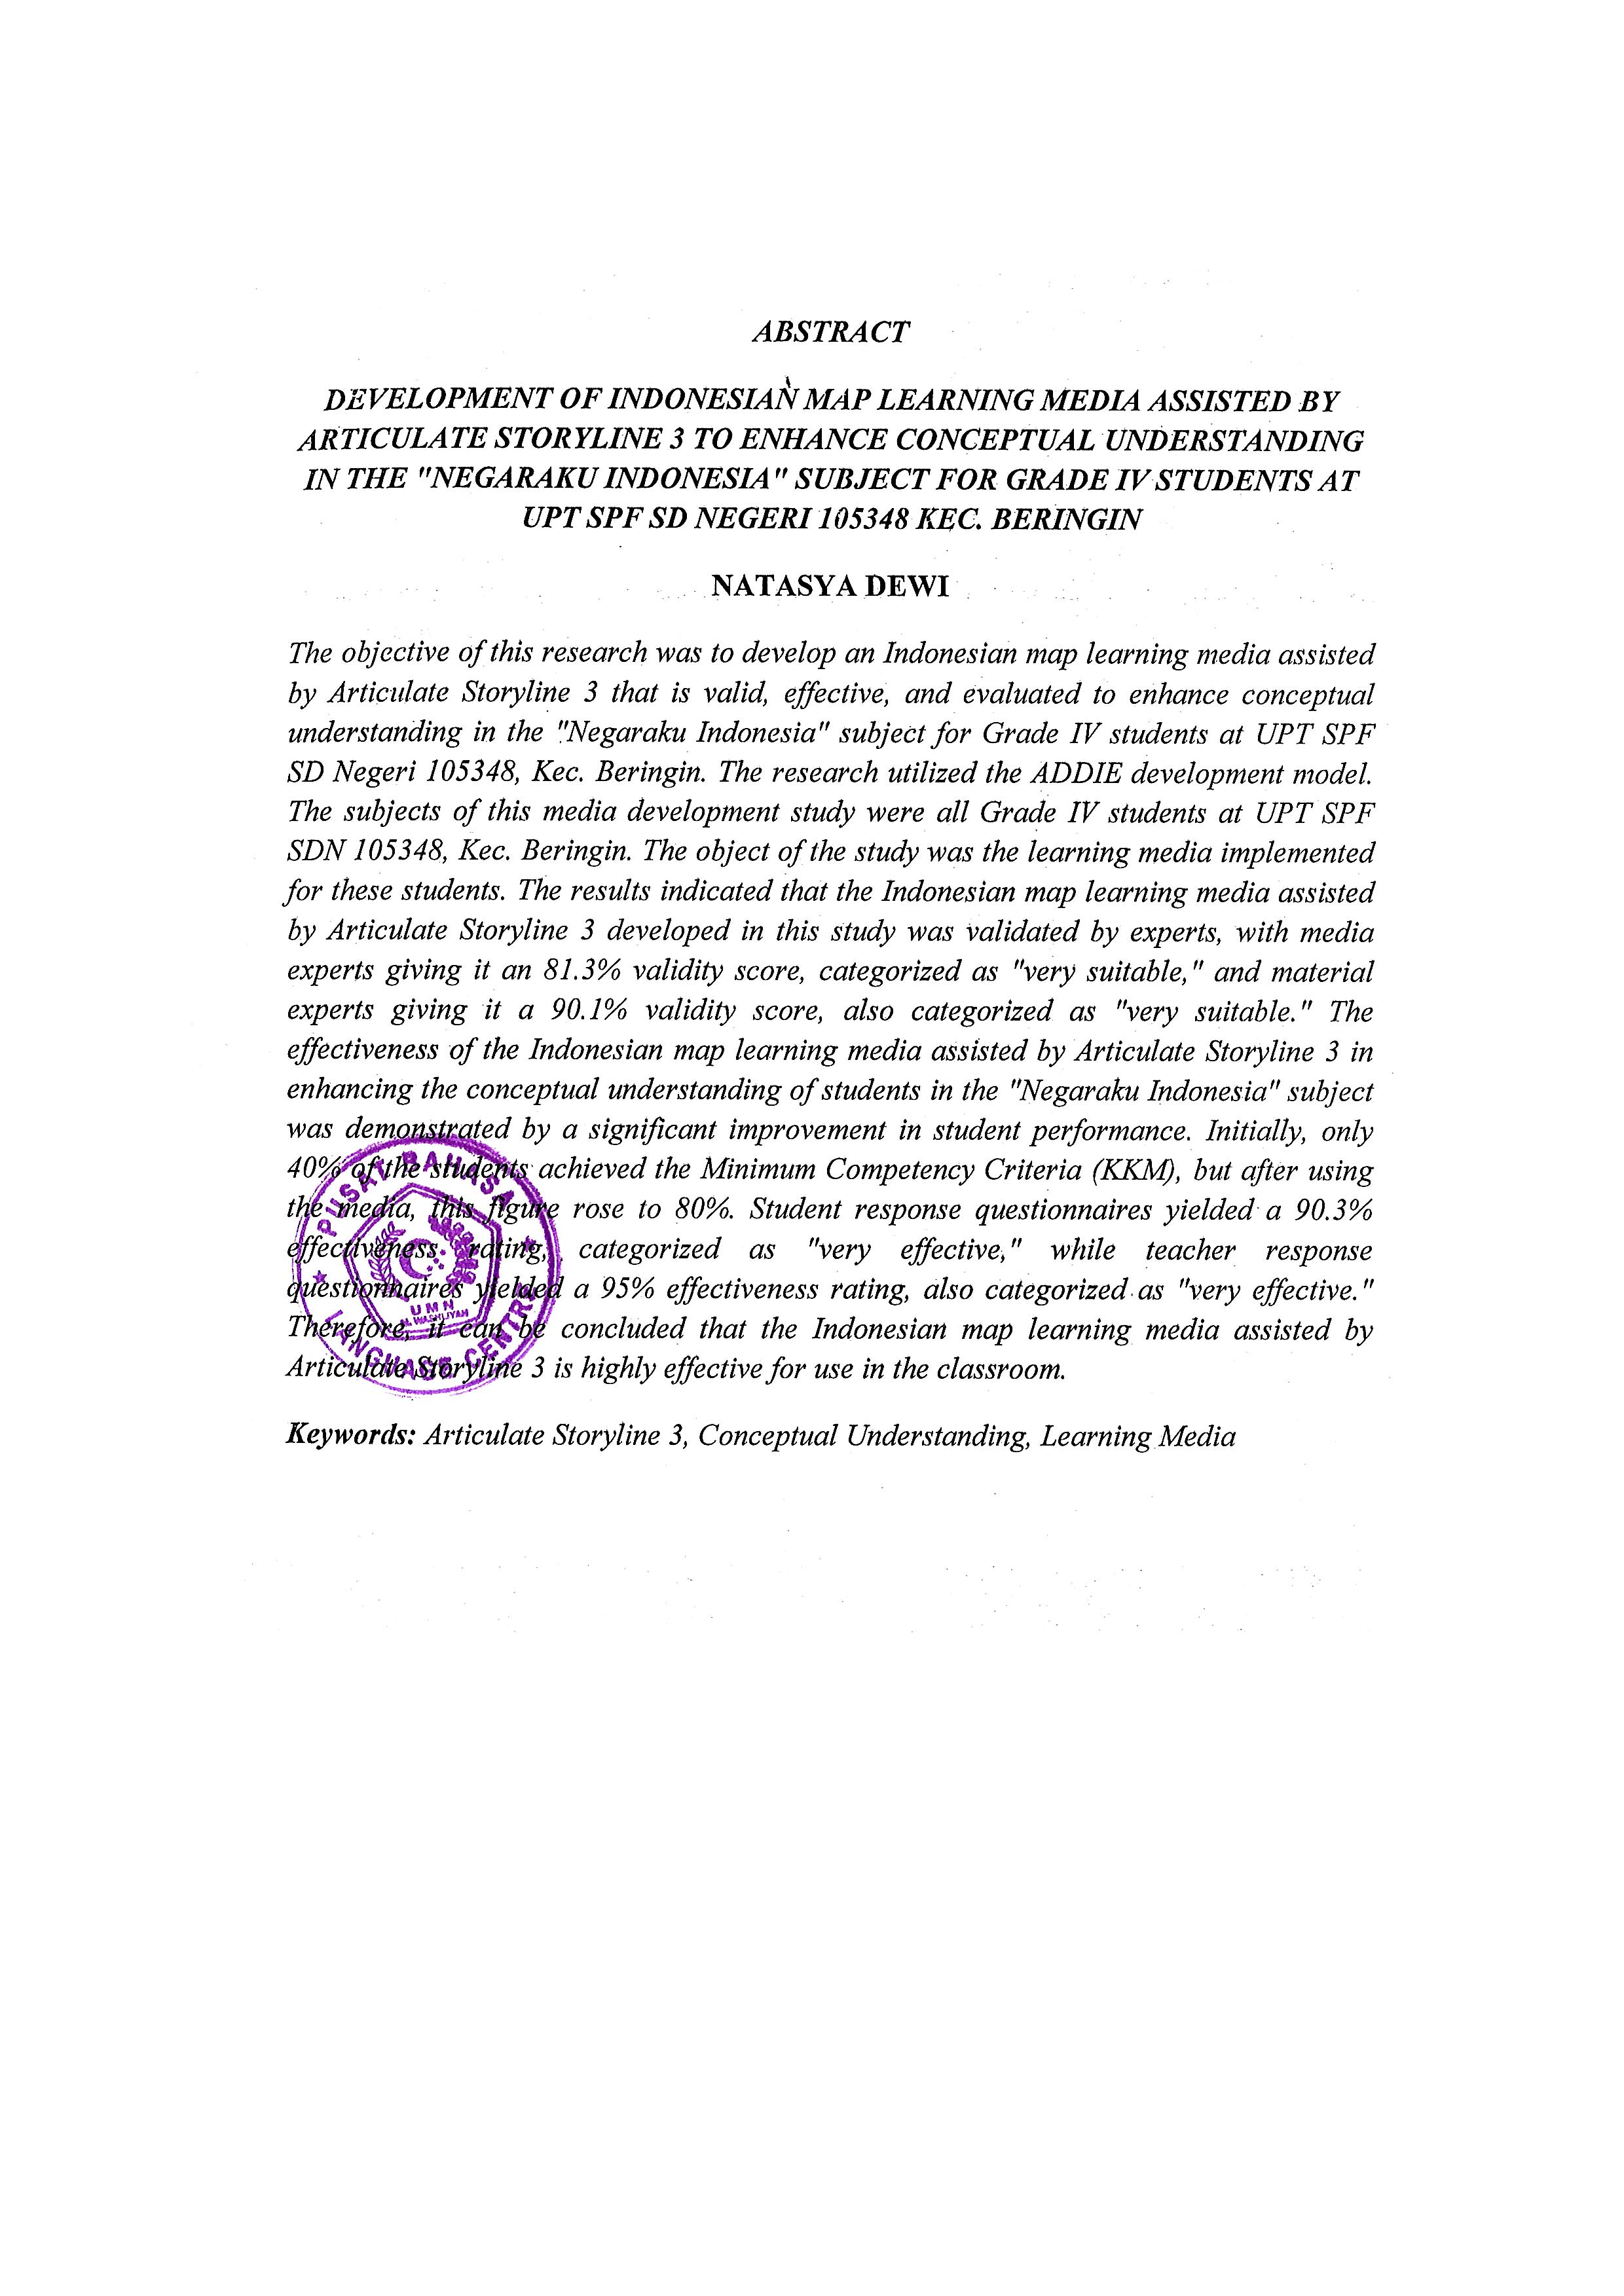 ABSTRACT
DEVELOPMENT OF INDONESIAN MAP LEARNING MEDIA ASSISTED BY
ARTICULATE STORYLINE 3 TO ENHANCE CONCEPTUAL UNDERSTANDING
IN THE "NEGARAKU INDONESIA" SUBJECT FOR GRADE IV STUDENTS AT
UPT SPF SD NEGERI 105348 KEC. BERINGIN
NATASYA DEWI
The objective of this research was to develop an Indonesian map learning media assisted
by Articulate Storyline 3 that is valid, effective, and evaluated to enhance conceptual
understanding in the "Negaraku Indonesia" subject for Grade IV students at UPT SPF
SD Negeri 105348, Kec. Beringin. The research utilized the ADDIE development model.
The subjects of this media development study were all Grade IV students at UPT SPF
SDN 105348, Kec. Beringin. The object of the study was the learning media implemented
for these students. The results indicated that the Indonesian map learning media assisted
by Articulate Storyline 3 developed in this study was validated by experts, with media
experts giving it an 81.3% validity score, categorized as "very suitable," and material
experts giving it a 90.1% validity score, also categorized as "very suitable." The
effectiveness of the Indonesian map learning media assisted by Articulate Storyline 3 in
enhancing the conceptual understanding of students in the "Negaraku Indonesia" subject
was demonstrated by a significant improvement in student performance. Initially, only
40% of the students achieved the Minimum Competency Criteria (KKM), but after using
the media, this figure rose to 80%. Student response questionnaires yielded a 90.3%
effectiveness rating, categorized as "very effective," while teacher response
questionnaires yielded a 95% effectiveness rating, also categorized as "very effective."
Therefore, it can be concluded that the Indonesian map learning media assisted by
Articulate Storyline 3 is highly effective for use in the classroom.
PUSAT BAHASA
UMN
AL WASHLIYAH
LANGUAGE CENTRE
Keywords: Articulate Storyline 3, Conceptual Understanding, Learning Media